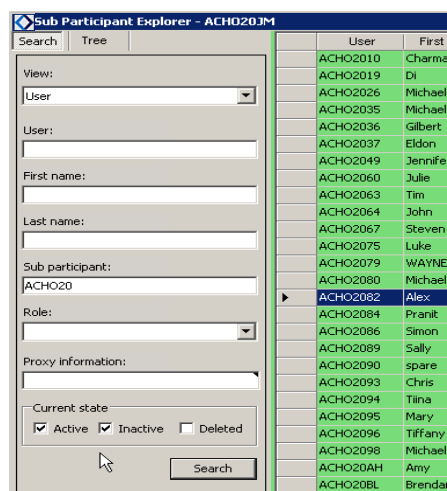 Sub Participant Explorer - ACHO20JM
Search Tree
View:
User
User:
First name:
Last name:
Sub participant:
ACHO20
Role:
Proxy information:
Current state
Active Inactive Deleted
Search
User First
ACHO2010 Charma
ACHO2019 Di
ACHO2026 Michael
ACHO2035 Michael
ACHO2036 Gilbert
ACHO2037 Eldon
ACHO2049 Jennife
ACHO2060 Julie
ACHO2063 Tim
ACHO2064 John
ACHO2067 Steven
ACHO2075 Luke
ACHO2079 WAYNE
ACHO2080 Michael
ACHO2082 Alex
ACHO2084 Pranit
ACHO2086 Simon
ACHO2089 Sally
ACHO2090 spare
ACHO2093 Chris
ACHO2094 Tiina
ACHO2095 Mary
ACHO2096 Tiffany
ACHO2098 Michael
ACHO20AH Amy
ACHO20BL Brendar